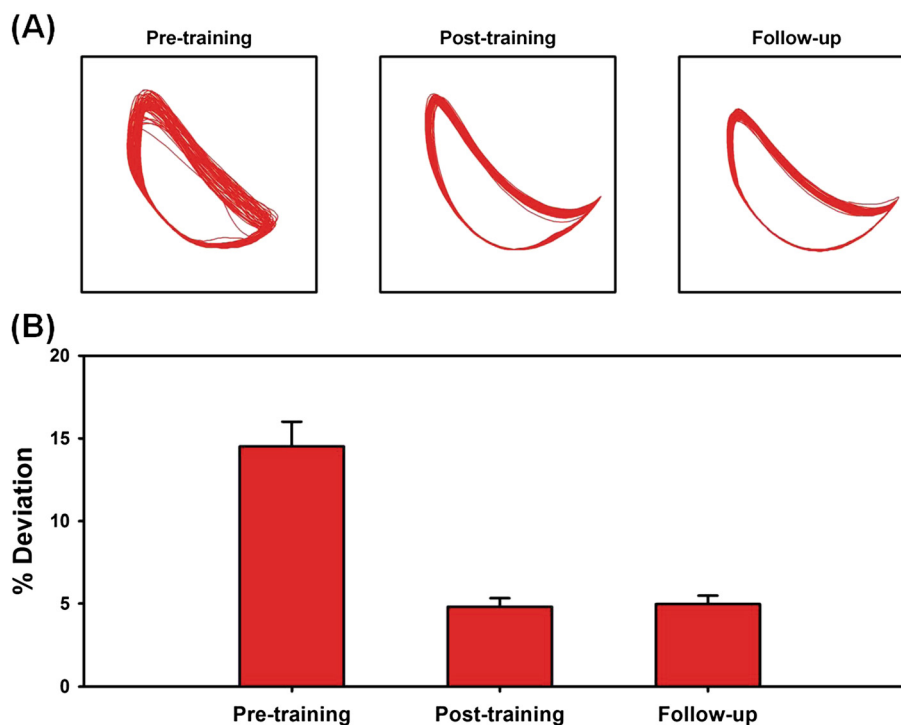 (A)
Pre-training Post-training Follow-up
(B)
20
15
10
5
0
% Deviation
Pre-training Post-training Follow-up